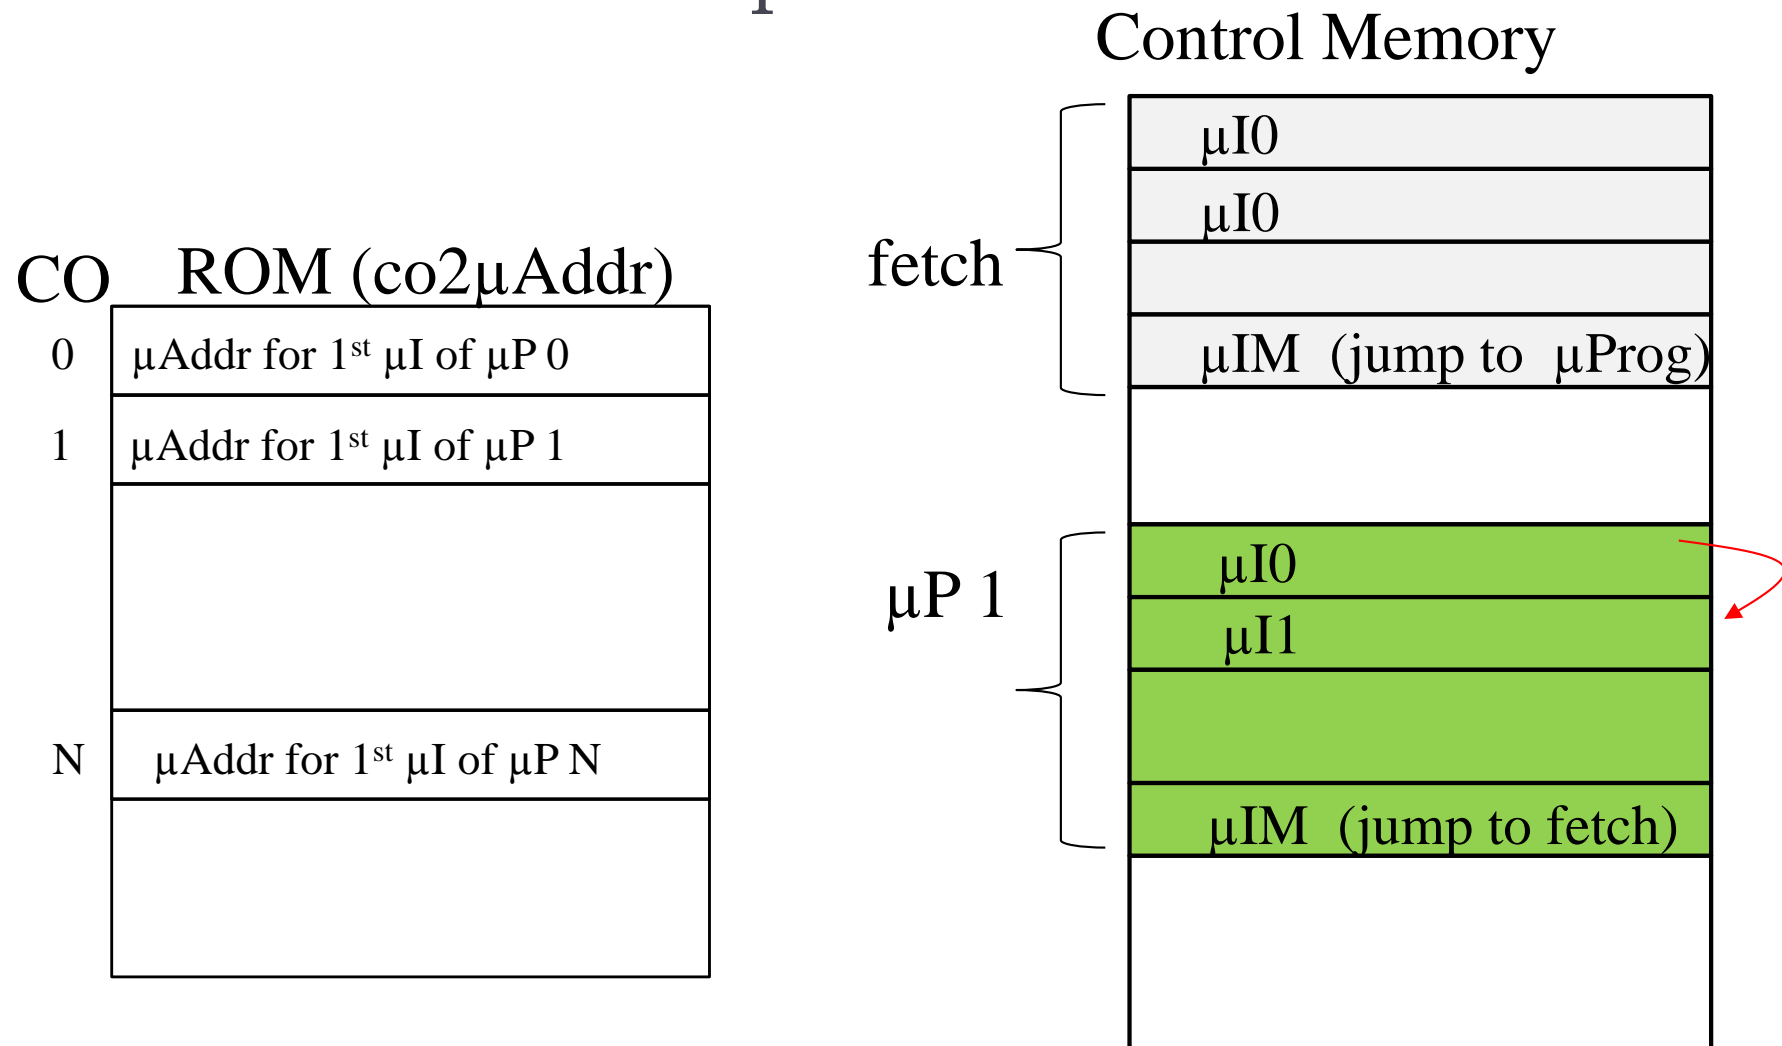 Control Memory
CO
ROM (co2µAddr)
0
µAddr for 1st µI of µP 0
1
µAddr for 1st µI of µP 1
N
µAddr for 1st µI of µP N
fetch
µI0
µI0
µIM (jump to µProg)
µP 1
µI0
µI1
µIM (jump to fetch)